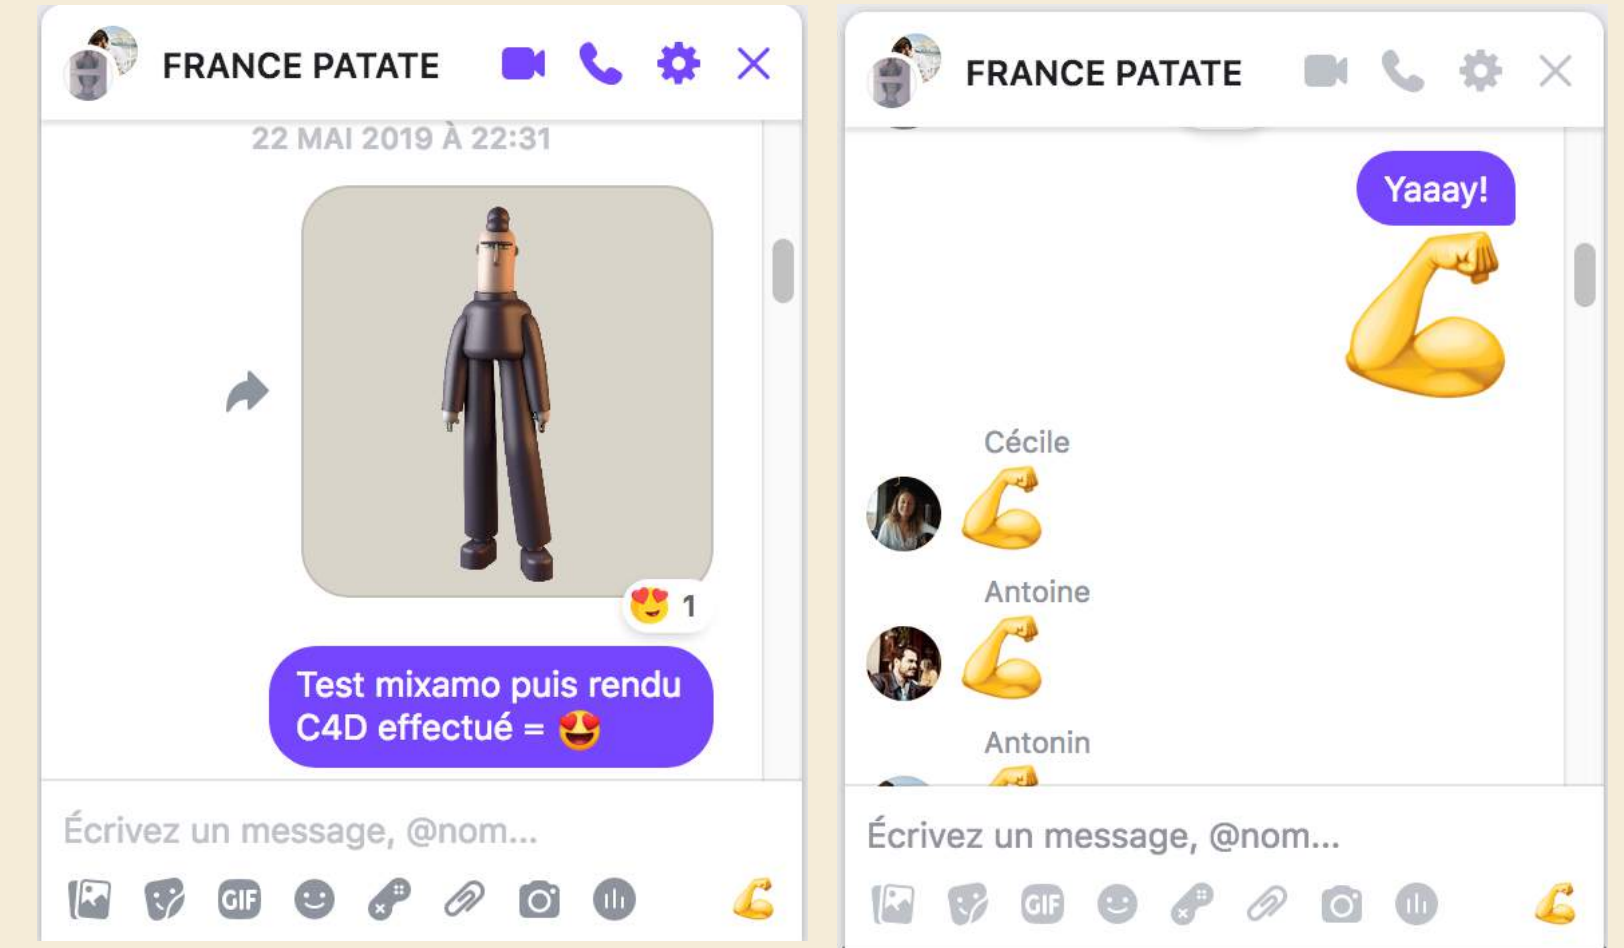 FRANCE PATATE
22 MAI 2019 À 22:31
1
Test mixamo puis rendu
C4D effectué =
Écrivez un message, @nom...
GIF
FRANCE PATATE
Yaaay!
Cécile
Antoine
Antonin
Écrivez un message, @nom...
GIF